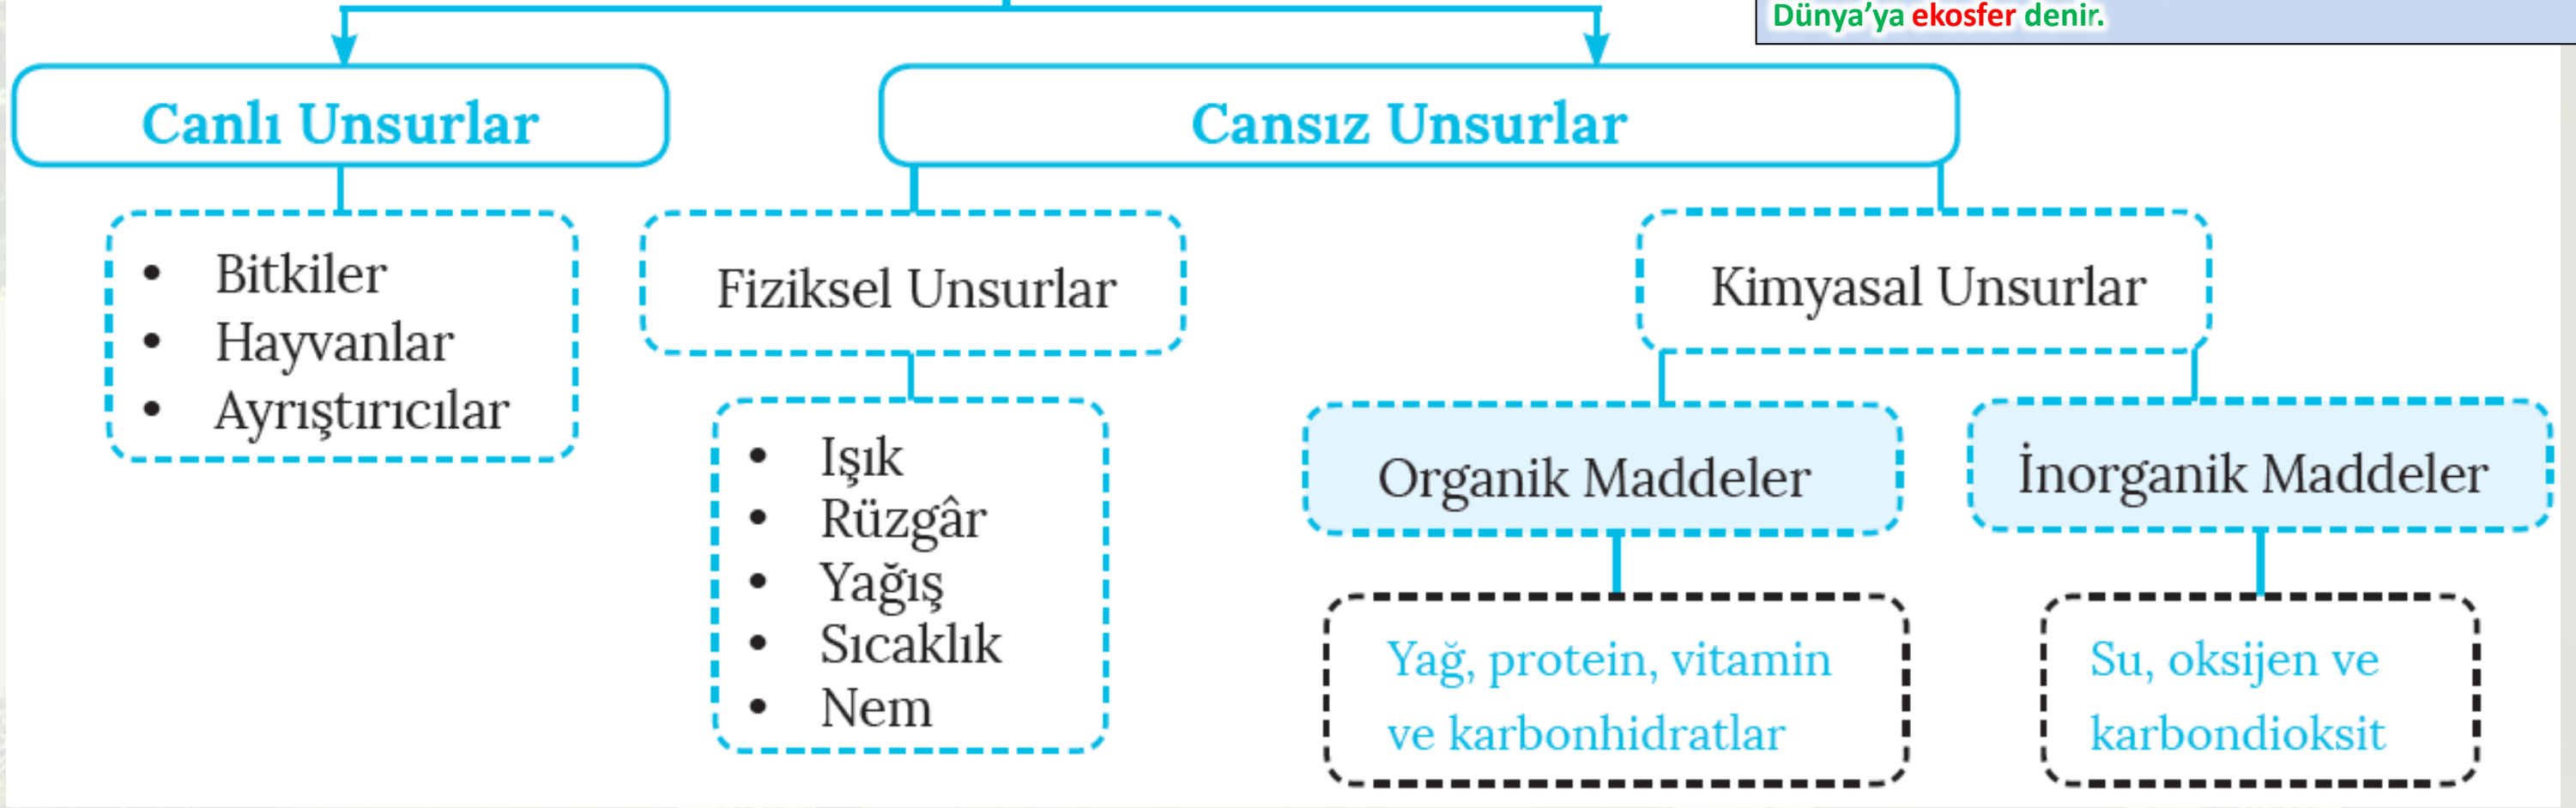 Dünya’ya ekosfer denir.
Canlı Unsurlar
Cansız Unsurlar
• Bitkiler
• Hayvanlar
• Ayrıştırıcılar
Fiziksel Unsurlar
• Işık
• Rüzgâr
• Yağış
• Sıcaklık
• Nem
Kimyasal Unsurlar
Organik Maddeler
Yağ, protein, vitamin
ve karbonhidratlar
İnorganik Maddeler
Su, oksijen ve
karbondioksit